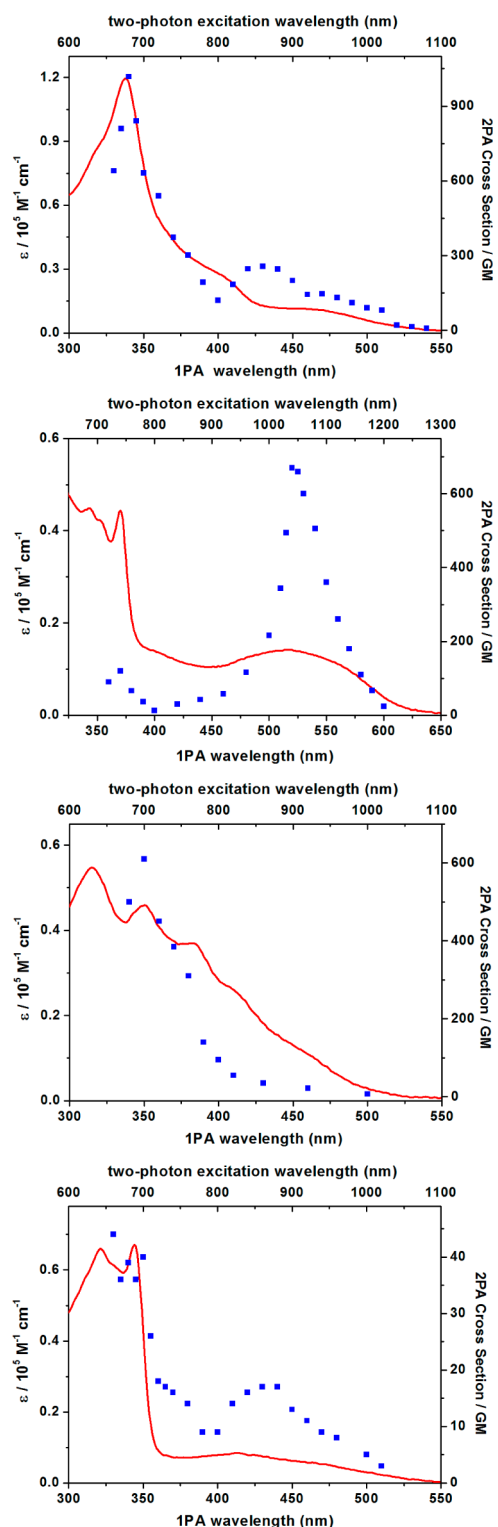 two-photon excitation wavelength (nm)
600 700 800 900 1000 1100
1.2
0.9
0.6
0.3
0.0
ε / 10⁵ M⁻¹ cm⁻¹
900
600
300
0
2PA Cross Section / GM
300 350 400 450 500 550
1PA wavelength (nm)
two-photon excitation wavelength (nm)
700 800 900 1000 1100 1200 1300
0.6
0.4
0.2
0.0
ε / 10⁵ M⁻¹ cm⁻¹
600
400
200
0
2PA Cross Section / GM
350 400 450 500 550 600 650
1PA wavelength (nm)
two-photon excitation wavelength (nm)
600 700 800 900 1000 1100
0.6
0.4
0.2
0.0
ε / 10⁵ M⁻¹ cm⁻¹
600
400
200
0
2PA Cross Section / GM
300 350 400 450 500 550
1PA wavelength (nm)
two-photon excitation wavelength (nm)
600 700 800 900 1000 1100
0.6
0.4
0.2
0.0
ε / 10⁵ M⁻¹ cm⁻¹
40
30
20
10
0
2PA Cross Section / GM
300 350 400 450 500 550
1PA wavelength (nm)